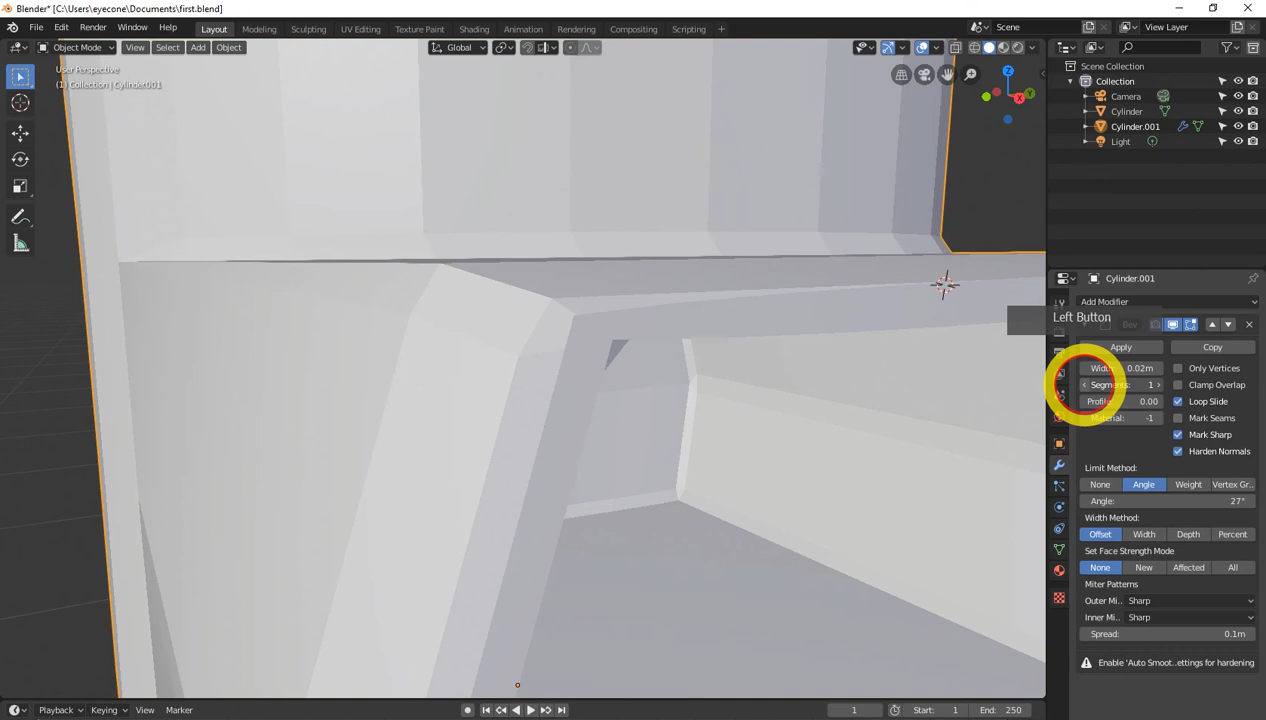 Blender* [C:\Users\eyecone\Documents\first.blend]
File Edit Render Window Help Layout Modeling Sculpting UV Editing Texture Paint Shading Animation Rendering Compositing Scripting + Scene View Layer
Object Mode View Select Add Object Global
User Perspective
(1) Collection | Cylinder001
X
Y
Z
Scene Collection
Collection
Camera
Cylinder
Cylinder.001
Light
Cylinder.001
Add Modifier
Left Button
Bev
Apply Copy
Width: 0.02m Only Vertices
Segments: 1 Clamp Overlap
Profile 0.00 Loop Slide
Material: -1 Mark Seams
Mark Sharp
Harden Normals
Limit Method:
None Angle Weight Vertex Gr..
Angle: 27°
Width Method:
Offset Width Depth Percent
Set Face Strength Mode
None New Affected All
Miter Patterns
Outer Mi.. Sharp
Inner Mi.. Sharp
Spread: 0.1m
Enable 'Auto Smoot..ettings for hardening
Playback Keying View Marker 1 Start: 1 End: 250